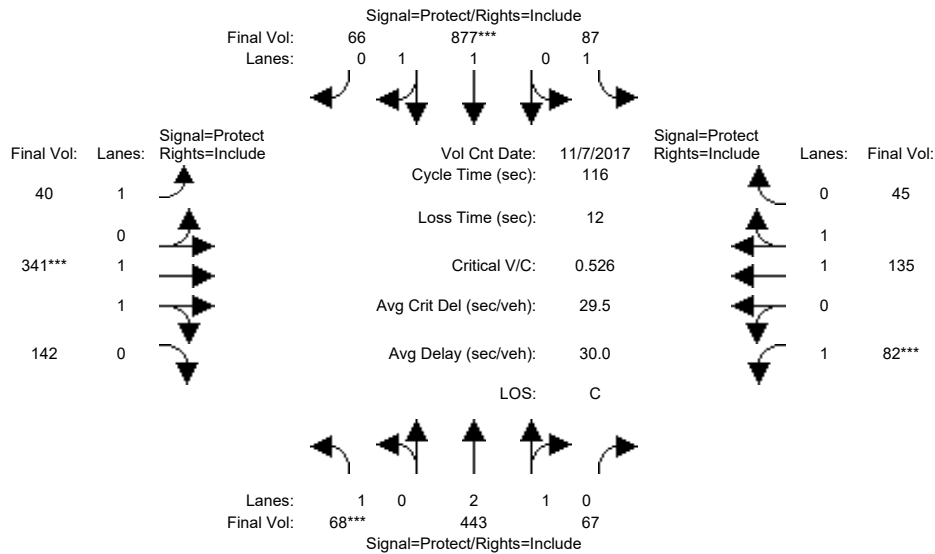 Signal=Protect/Rights=Include
Final Vol: 66 877*** 87
Lanes: 0 1 1 0 1
Signal=Protect
Final Vol: Lanes: Rights=Include
Vol Cnt Date: 11/7/2017
Signal=Protect
Rights=Include Lanes: Final Vol:
Cycle Time (sec): 116
40 1
0 45
Loss Time (sec): 12
0
1
341*** 1
Critical V/C: 0.526
1 135
1
Avg Crit Del (sec/veh): 29.5
0
142 0
Avg Delay (sec/veh): 30.0
1 82***
LOS: C
Lanes: 1 0 2 1 0
Final Vol: 68*** 443 67
Signal=Protect/Rights=Include